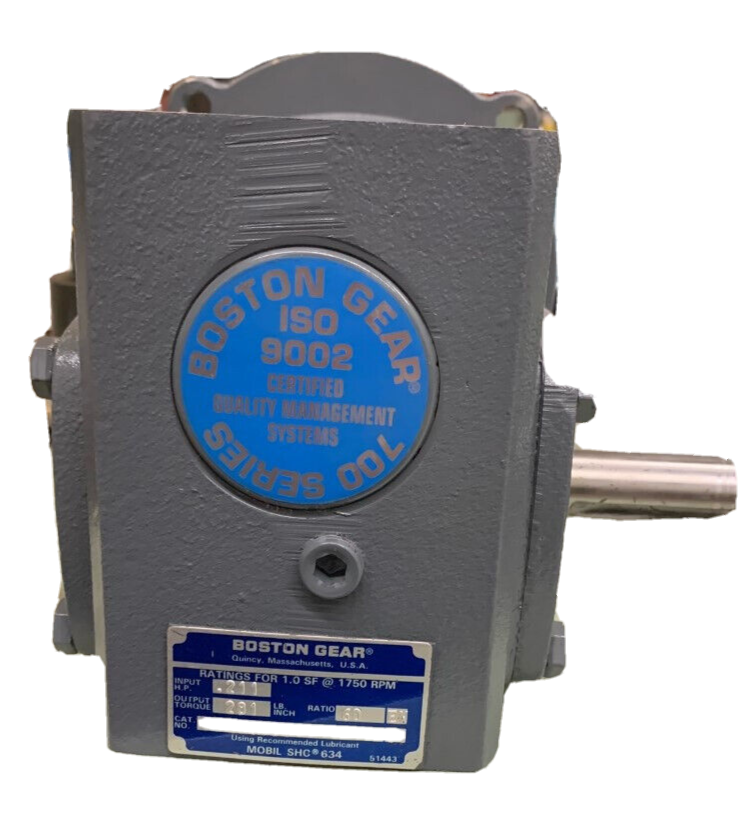 BOSTON GEAR®
ISO
9002
CERTIFIED
QUALITY MANAGEMENT
SYSTEMS
700 SERIES
BOSTON GEAR®
Quincy, Massachusetts, U.S.A.
RATINGS FOR 1.0 SF @ 1750 RPM
INPUT H.P. .211
OUTPUT TORQUE 291 LB. INCH RATIO 60
CAT. NO.
Using Recommended Lubricant
MOBIL SHC® 634
51443